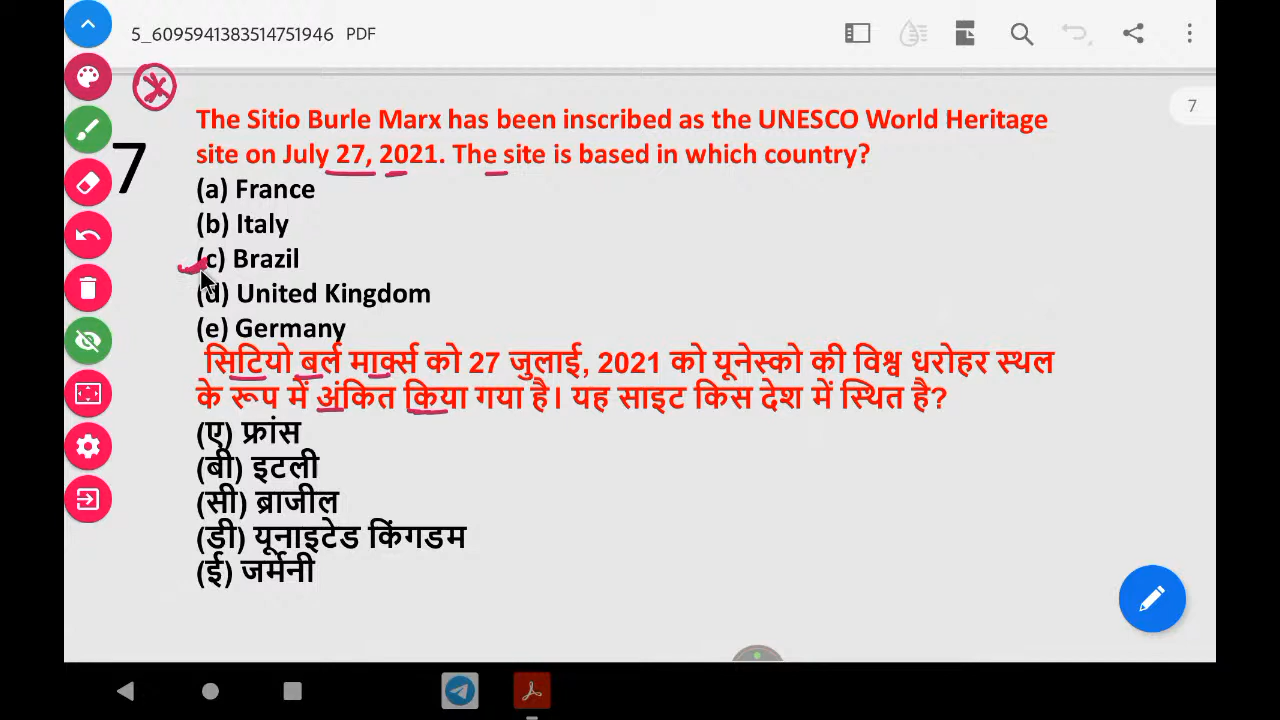 5_6095941383514751946 PDF
7
The Sitio Burle Marx has been inscribed as the UNESCO World Heritage
site on July 27, 2021. The site is based in which country?
7
(a) France
(b) Italy
(c) Brazil
(d) United Kingdom
(e) Germany
सिटियो बर्ल मार्क्स को 27 जुलाई, 2021 को यूनेस्को की विश्व धरोहर स्थल
के रूप में अंकित किया गया है। यह साइट किस देश में स्थित है?
(ए) फ्रांस
(बी) इटली
(सी) ब्राजील
(डी) यूनाइटेड किंगडम
(ई) जर्मनी